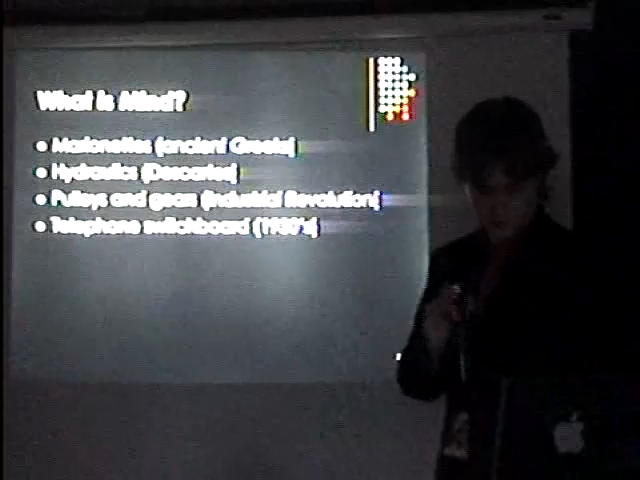 What is Mind?
• Marionettes (ancient Greeks)
• Hydraulics (Descartes)
• Pulleys and gears (Industrial Revolution)
• Telephone switchboard (1930's)